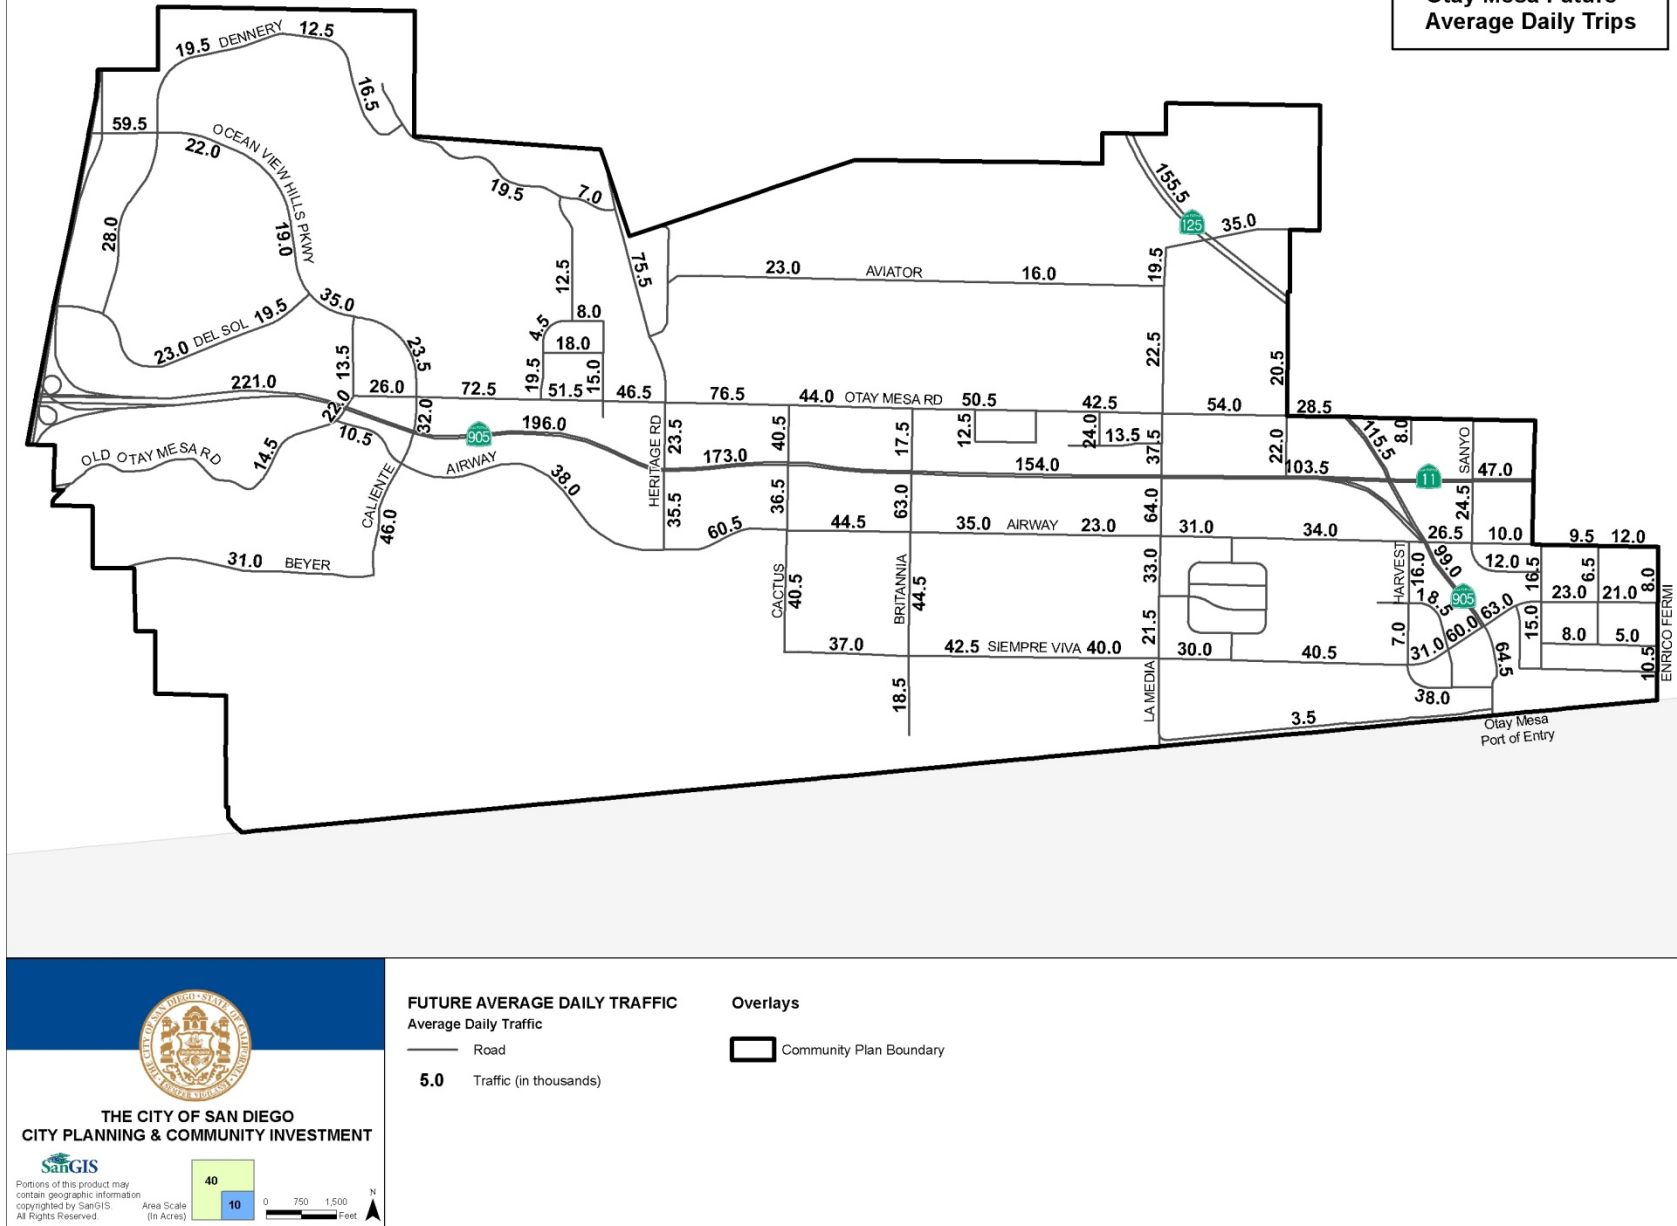 Otay Mesa Future
Average Daily Trips
19.5 DENNERY 12.5
16.5
59.5
OCEAN VIEW HILLS PKWY
22.0
19.0
28.0
19.5
7.0
155.5
125
35.0
19.5
75.5
12.5
23.0 AVIATOR 16.0
35.0
23.0 DEL SOL 19.5
13.5
23.5
8.0
4.5
18.0
19.5
15.0
22.5
20.5
221.0
26.0
72.5
51.5
46.5
76.5
44.0 OTAY MESA RD 50.5
42.5
54.0
28.5
22.0
32.0
10.5
14.5
OLD OTAY MESA RD
905
196.0
HERITAGE RD
23.5
40.5
17.5
12.5
24.0
13.5
37.5
22.0
115.5
8.0
SANYO
173.0
154.0
103.5
11
47.0
24.5
AIRWAY
38.0
CALIENTE
46.0
35.5
36.5
63.0
64.0
60.5
44.5
35.0 AIRWAY 23.0
31.0
34.0
26.5
10.0
9.5
12.0
31.0 BEYER
CACTUS
40.5
BRITANNIA
44.5
33.0
HARVEST
16.0
99.0
12.0
16.5
6.5
8.0
905
18.5
63.0
60.0
31.0
7.0
23.0
21.0
15.0
8.0
5.0
10.5
ENRICO FERMI
21.5
37.0
42.5 SIEMPRE VIVA 40.0
30.0
40.5
64.5
18.5
LA MEDIA
38.0
3.5
Otay Mesa
Port of Entry
THE CITY OF SAN DIEGO · STATE OF CALIFORNIA
SEMPER VIGILANS
THE CITY OF SAN DIEGO
CITY PLANNING & COMMUNITY INVESTMENT
SanGIS
Portions of this product may
contain geographic information
copyrighted by SanGIS.
All Rights Reserved.
Area Scale
(In Acres)
40
10
0 750 1,500
Feet
N
FUTURE AVERAGE DAILY TRAFFIC
Average Daily Traffic
Road
5.0 Traffic (in thousands)
Overlays
Community Plan Boundary